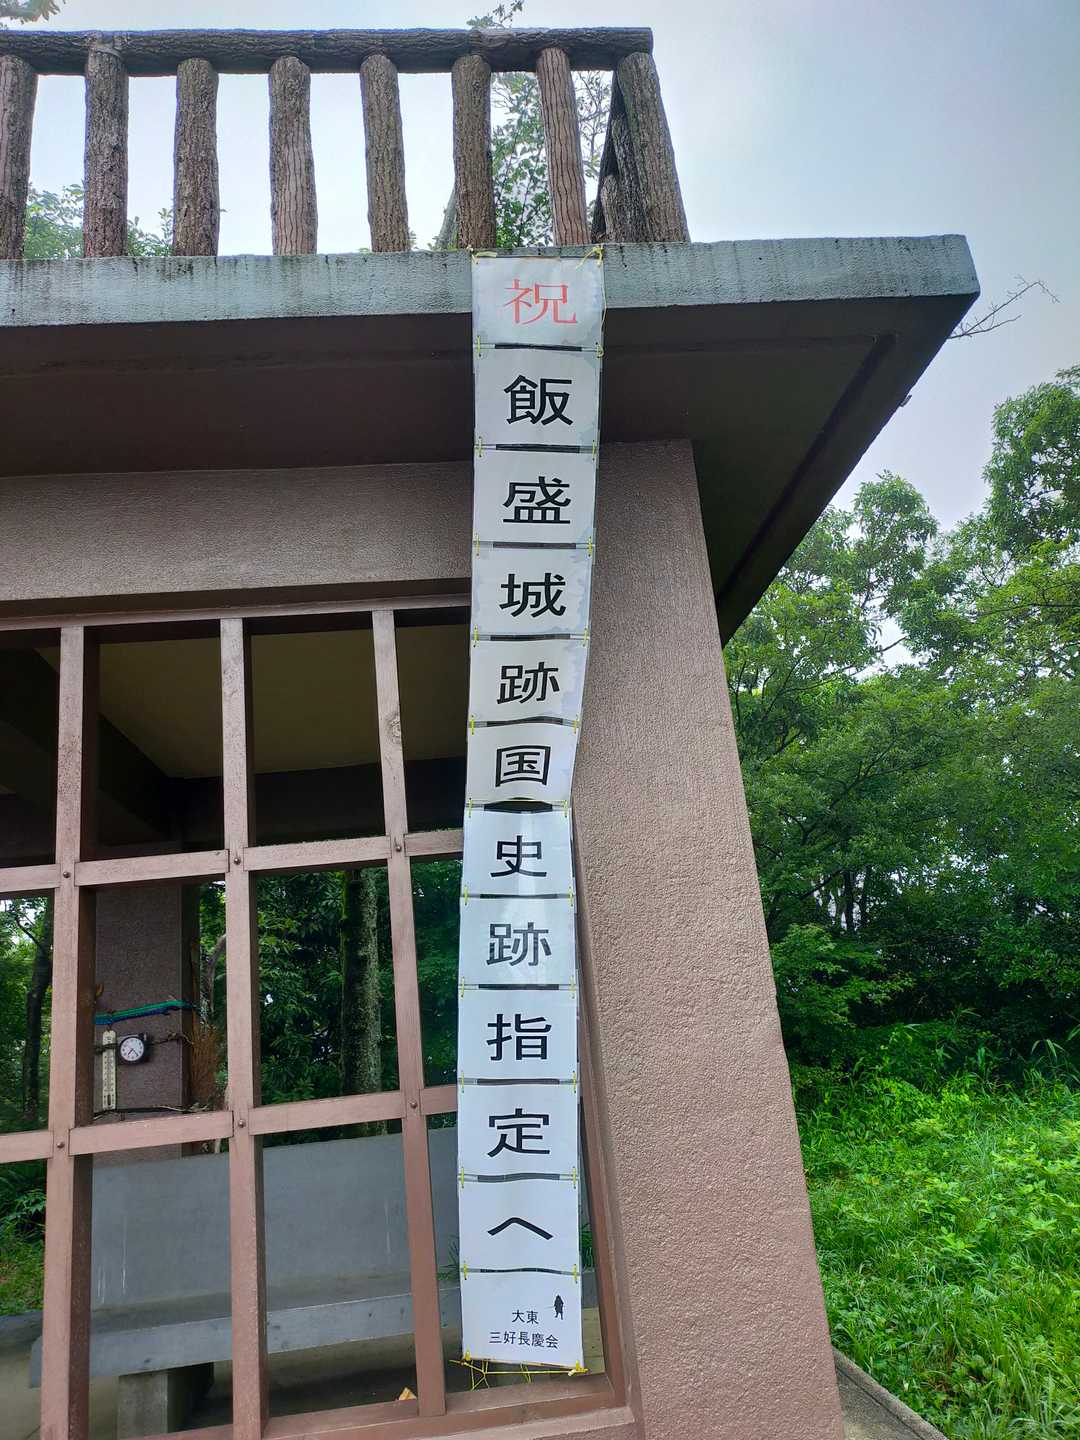 祝飯盛城跡国史跡指定へ
大東
三好長慶会